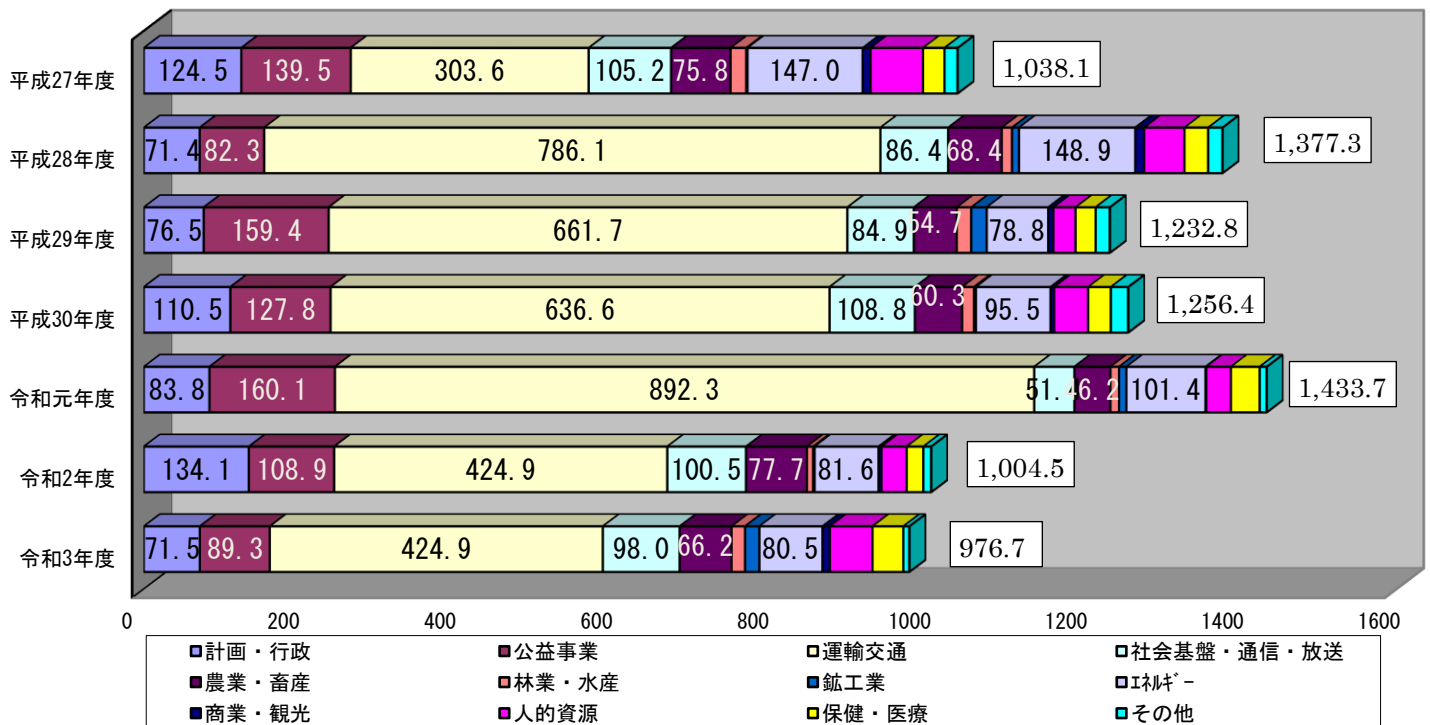 平成27年度 124.5 139.5 303.6 105.2 75.8 147.0 1,038.1
平成28年度 71.4 82.3 786.1 86.4 68.4 148.9 1,377.3
平成29年度 76.5 159.4 661.7 84.9 54.7 78.8 1,232.8
平成30年度 110.5 127.8 636.6 108.8 60.3 95.5 1,256.4
令和元年度 83.8 160.1 892.3 51.4 46.2 101.4 1,433.7
令和2年度 134.1 108.9 424.9 100.5 77.7 81.6 1,004.5
令和3年度 71.5 89.3 424.9 98.0 66.2 80.5 976.7
0 200 400 600 800 1000 1200 1400 1600
計画・行政 公益事業 運輸交通 社会基盤・通信・放送
農業・畜産 林業・水産 鉱工業 ｴﾈﾙｷﾞｰ
商業・観光 人的資源 保健・医療 その他